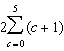 2∑_{c=0}^{5}(c + 1)